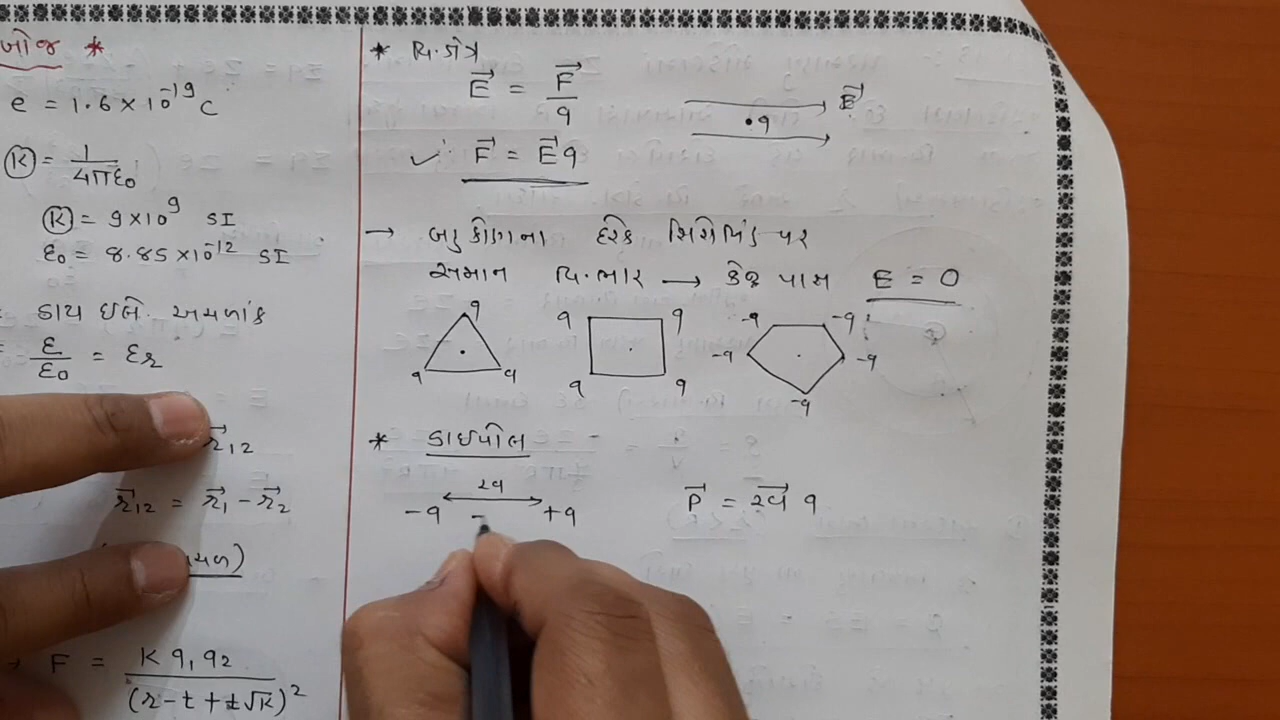 *
e = 1.6 × 10⁻¹⁹ C
K = 1/4πε₀
K = 9×10⁹ SI
ε₀ = 8.85×10⁻¹² SI
ડાય ઇલે. અચળાંક
ε/ε₀ = εr
r⃗₁₂
r⃗₁₂ = r⃗₁ − r⃗₂
F = K q₁ q₂/(r − t + t√K)²
* વિ.ક્ષેત્ર
E⃗ = F⃗/q
E⃗
•q
∴ F⃗ = E⃗ q
→ બહુકોણના દરેક શિરોબિંદુ પર
સમાન વિ.ભાર → કેન્દ્ર પાસે E = 0
q q q
q q q q
-q -q -q -q -q
* ડાઇપોલ
2a
-q +q
P⃗ = 2a⃗ q